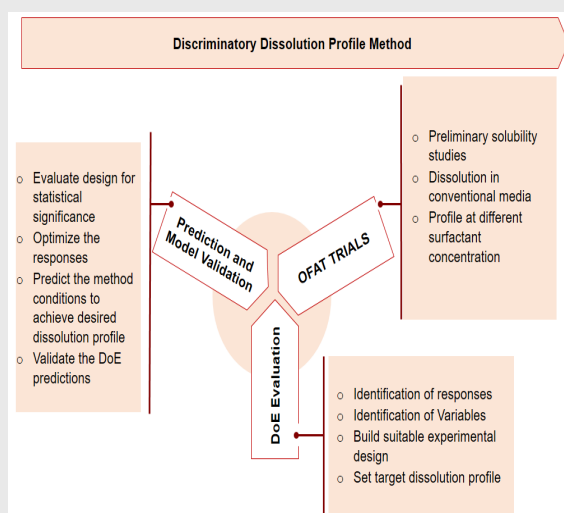 Discriminatory Dissolution Profile Method
○ Preliminary solubility
studies
○ Dissolution in
conventional media
○ Profile at different
surfactant
concentration
OFAT TRIALS
○ Evaluate design for
statistical
significance
○ Optimize the
responses
○ Predict the method
conditions to
achieve desired
dissolution profile
○ Validate the DoE
predictions
Prediction and
Model Validation
DoE Evaluation
○ Identification of responses
○ Identification of Variables
○ Build suitable experimental
design
○ Set target dissolution profile